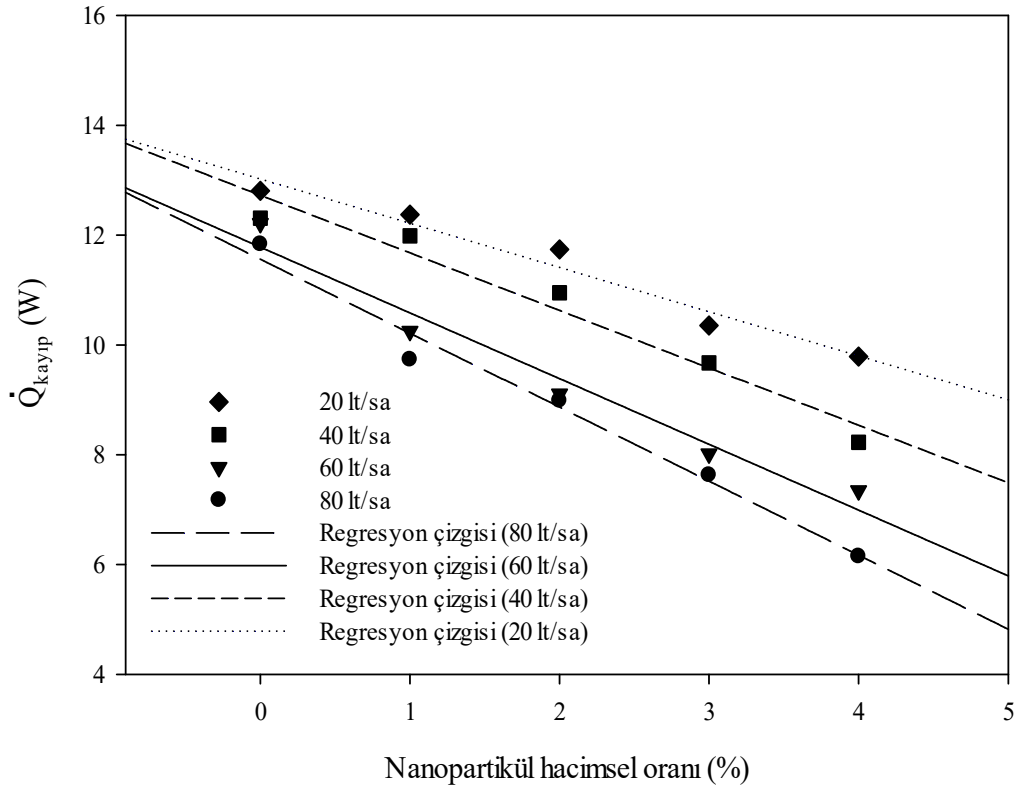 16
14
12
10
8
6
4
Q̇kayıp (W)
20 lt/sa
40 lt/sa
60 lt/sa
80 lt/sa
Regresyon çizgisi (80 lt/sa)
Regresyon çizgisi (60 lt/sa)
Regresyon çizgisi (40 lt/sa)
Regresyon çizgisi (20 lt/sa)
0 1 2 3 4 5
Nanopartikül hacimsel oranı (%)